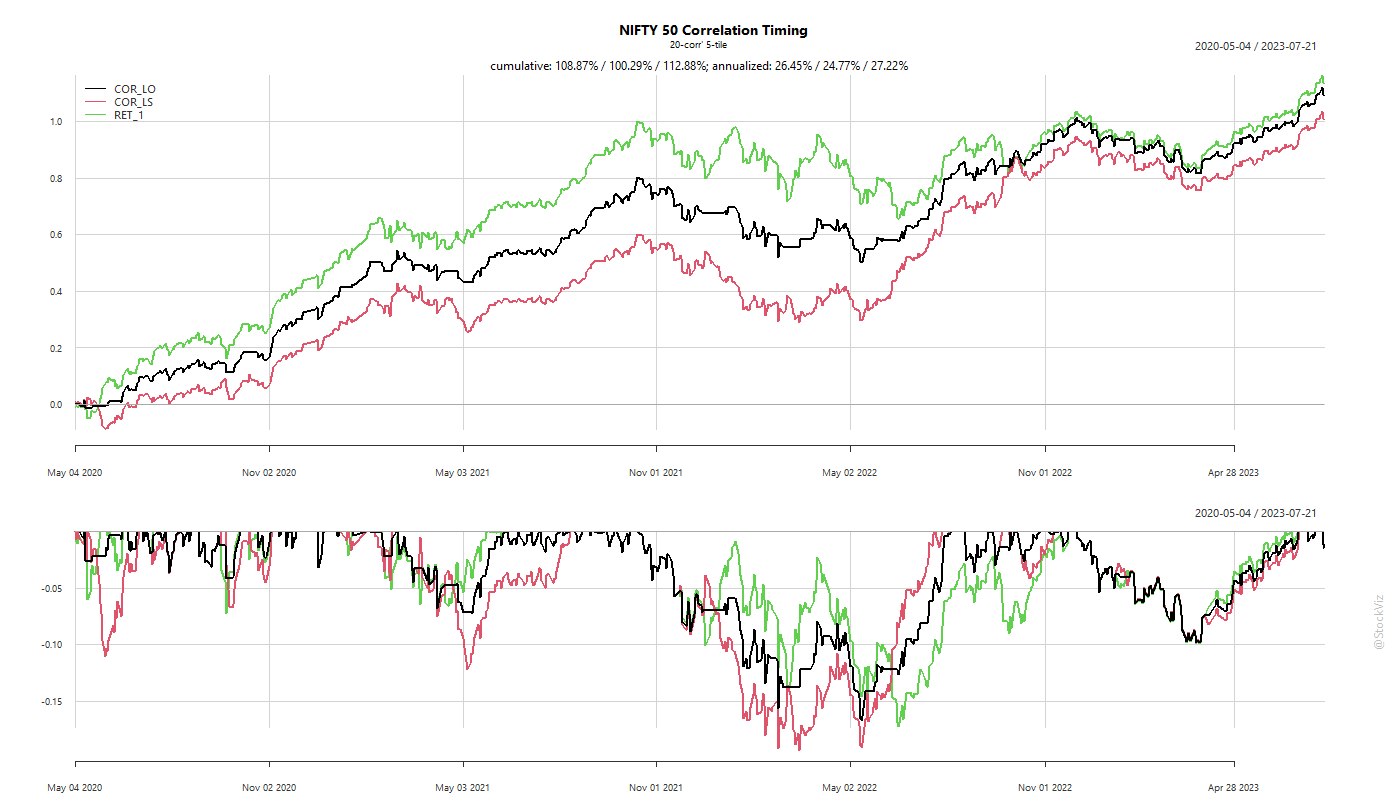 NIFTY 50 Correlation Timing
20-corr' 5-tile
2020-05-04 / 2023-07-21
cumulative: 108.87% / 100.29% / 112.88%; annualized: 26.45% / 24.77% / 27.22%
COR_LO
COR_LS
RET_1
1.0
0.8
0.6
0.4
0.2
0.0
May 04 2020 Nov 02 2020 May 03 2021 Nov 01 2021 May 02 2022 Nov 01 2022 Apr 28 2023
2020-05-04 / 2023-07-21
-0.05
-0.10
-0.15
@StockViz
May 04 2020 Nov 02 2020 May 03 2021 Nov 01 2021 May 02 2022 Nov 01 2022 Apr 28 2023